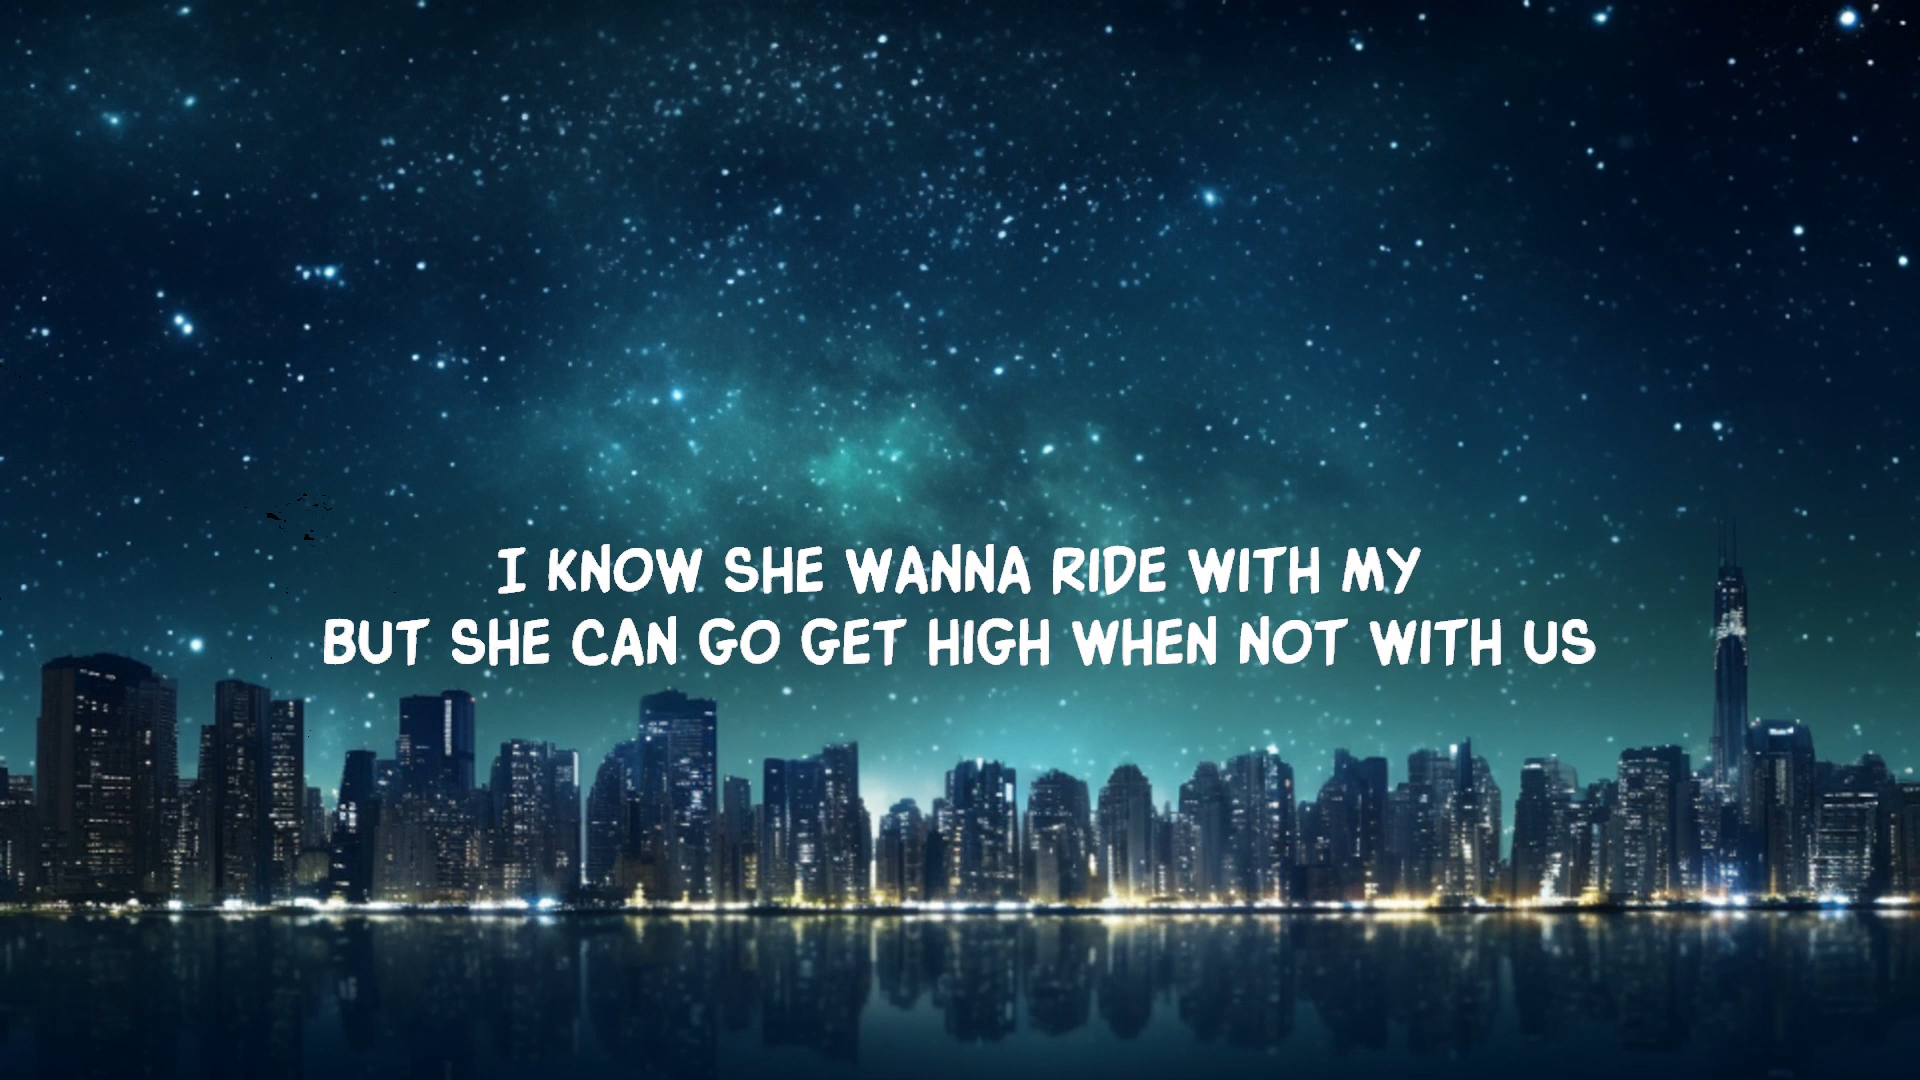 I KNOW SHE WANNA RIDE WITH MY
BUT SHE CAN GO GET HIGH WHEN NOT WITH US